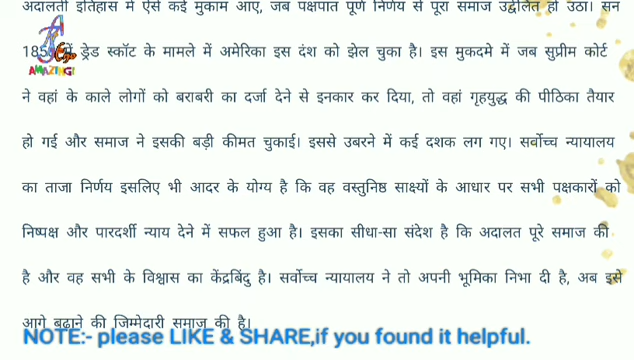 अदालती इतिहास में ऐसे कई मुकाम आए, जब पक्षपात पूर्ण निर्णय से पूरा समाज उद्वेलित हो उठा। सन
185 में ड्रेड स्कॉट के मामले में अमेरिका इस दंश को झेल चुका है। इस मुकदमे में जब सुप्रीम कोर्ट
AMAZING!
ने वहां के काले लोगों को बराबरी का दर्जा देने से इनकार कर दिया, तो वहां गृहयुद्ध की पीठिका तैयार
हो गई और समाज ने इसकी बड़ी कीमत चुकाई। इससे उबरने में कई दशक लग गए। सर्वोच्च न्यायालय
का ताजा निर्णय इसलिए भी आदर के योग्य है कि वह वस्तुनिष्ठ साक्ष्यों के आधार पर सभी पक्षकारों को
निष्पक्ष और पारदर्शी न्याय देने में सफल हुआ है। इसका सीधा-सा संदेश है कि अदालत पूरे समाज की
है और वह सभी के विश्वास का केंद्रबिंदु है। सर्वोच्च न्यायालय ने तो अपनी भूमिका निभा दी है, अब इसे
आगे बढ़ाने की जिम्मेदारी समाज की है।
NOTE:- please LIKE & SHARE,if you found it helpful.